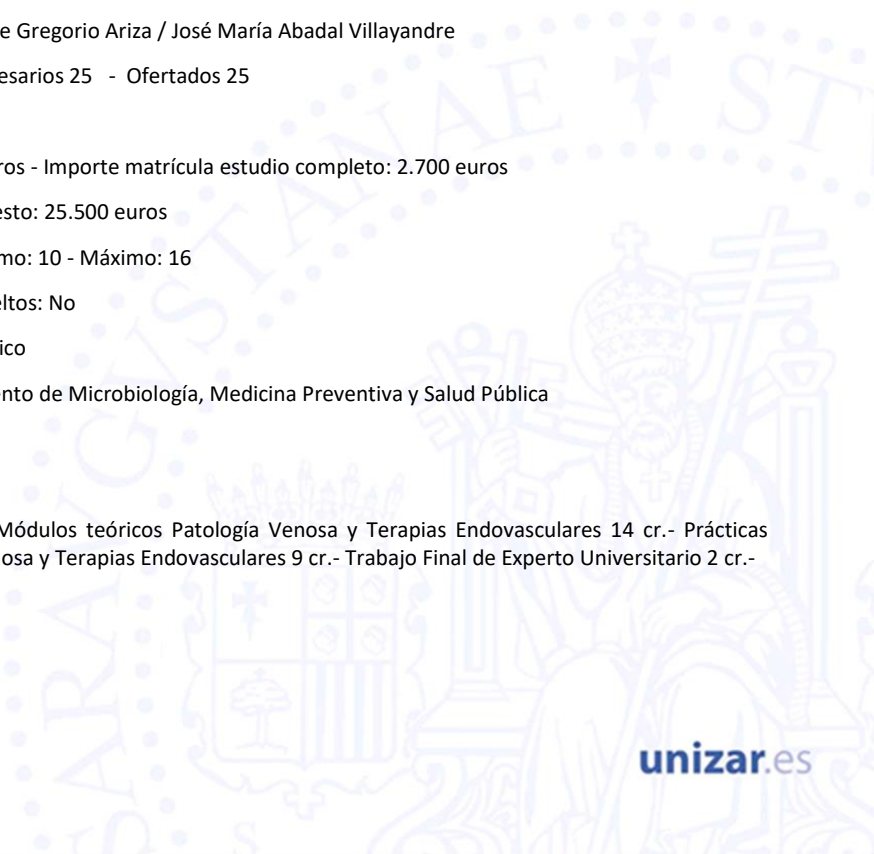 e Gregorio Ariza / José María Abadal Villayandre
esarios 25 - Ofertados 25
ros - Importe matrícula estudio completo: 2.700 euros
esto: 25.500 euros
mo: 10 - Máximo: 16
eltos: No
ico
ento de Microbiología, Medicina Preventiva y Salud Pública
Módulos teóricos Patología Venosa y Terapias Endovasculares 14 cr.- Prácticas
osa y Terapias Endovasculares 9 cr.- Trabajo Final de Experto Universitario 2 cr.-
unizar.es